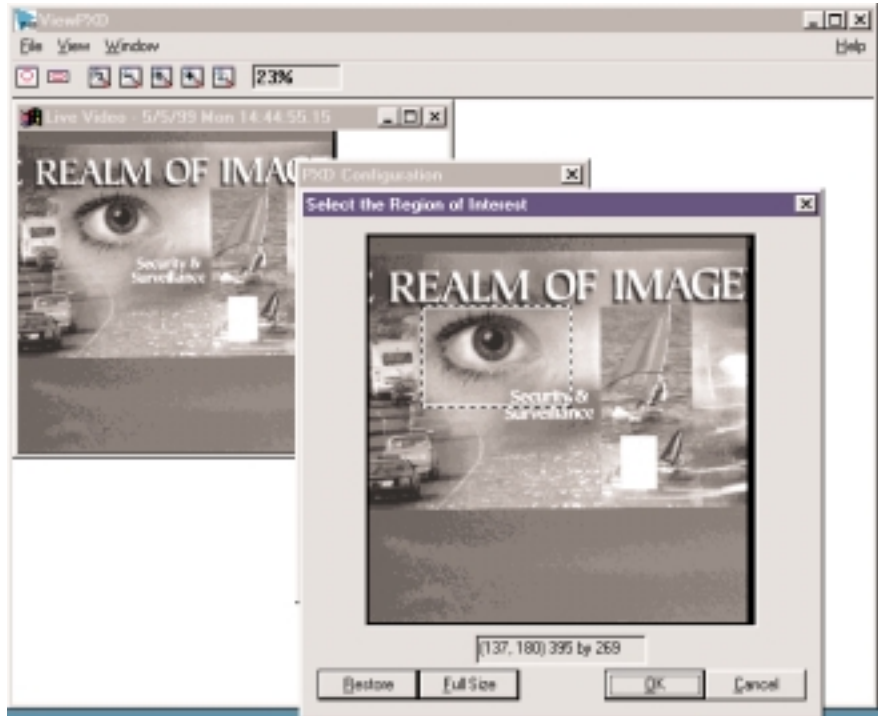 ViewPXD
File View Window Help
23%
Live Video - 5/5/99 Mon 14:44:55.15
REALM OF IMAG
Security &
Surveillance
PXD Configuration
Select the Region of Interest
REALM OF IMAGE
Security &
Surveillance
(137, 180) 395 by 269
Restore Full Size OK Cancel